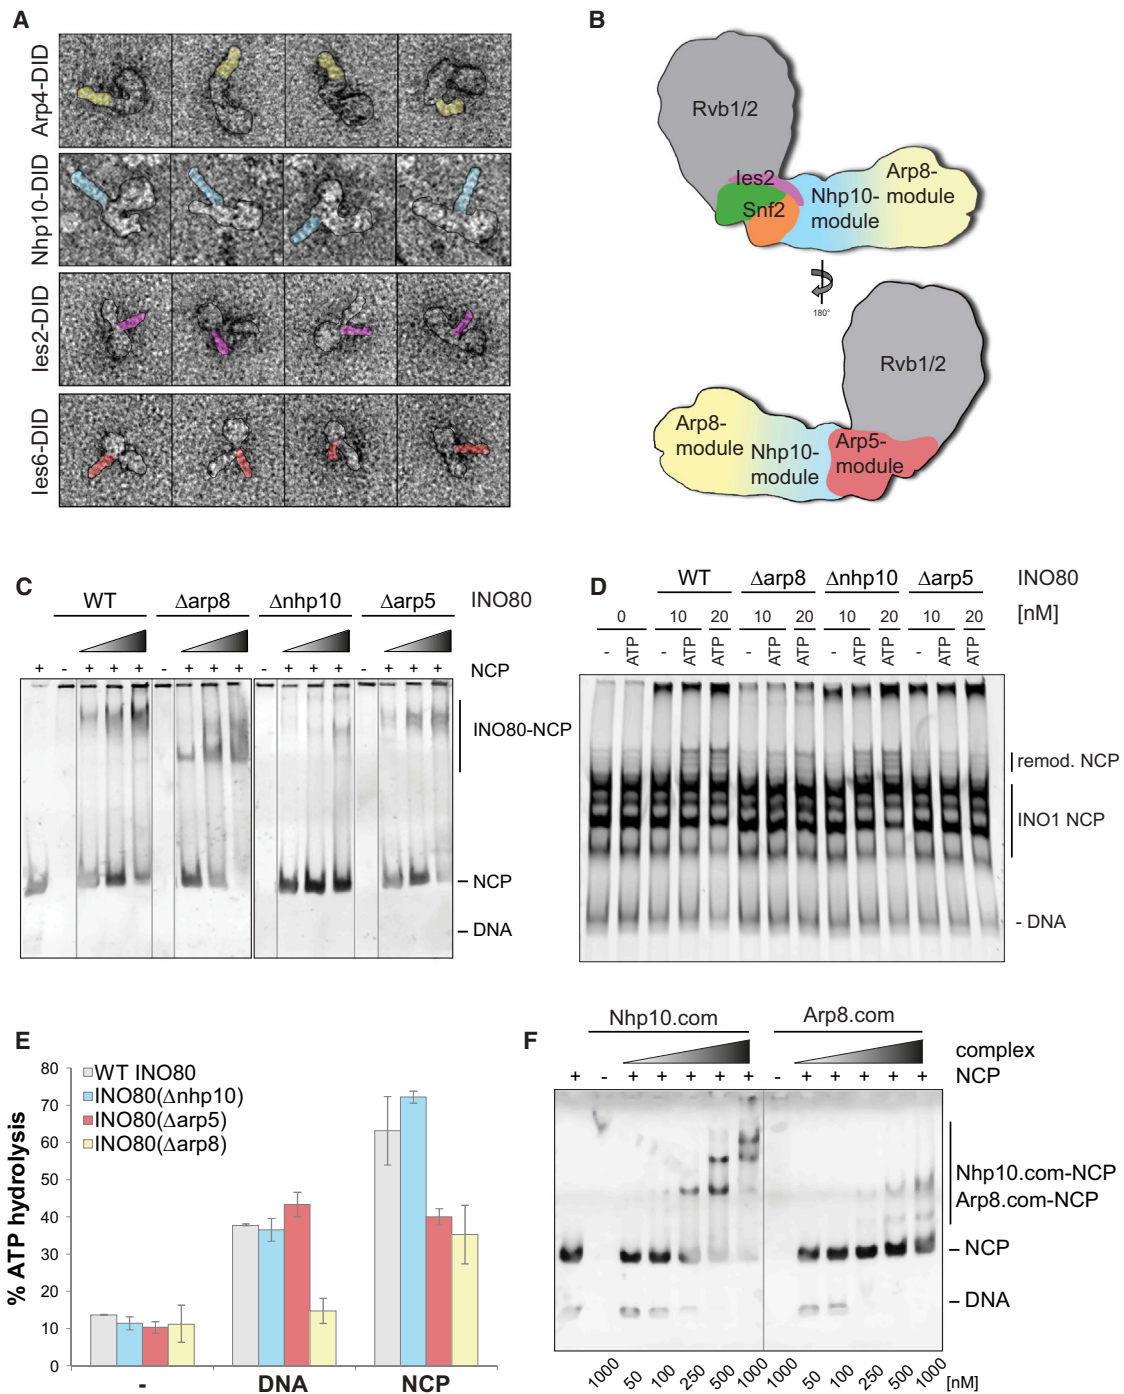 A
Arp4-DID
Nhp10-DID
Ies2-DID
Ies6-DID
B
Rvb1/2
Ies2
Snf2
Nhp10-
module
Arp8-
module
180°
Rvb1/2
Arp8-
module
Nhp10-
module
Arp5-
module
C
WT Δarp8 Δnhp10 Δarp5 INO80
+ - + + + - + + + - + + + - + + + NCP
INO80-NCP
NCP
DNA
D
WT Δarp8 Δnhp10 Δarp5 INO80
0 10 20 10 20 10 20 10 20 [nM]
- ATP - ATP ATP - ATP ATP - ATP ATP - ATP ATP
remod. NCP
INO1 NCP
- DNA
E
% ATP hydrolysis
80
70
60
50
40
30
20
10
0
WT INO80
INO80(Δnhp10)
INO80(Δarp5)
INO80(Δarp8)
- DNA NCP
F
Nhp10.com Arp8.com
complex
+ - + + + + + - + + + + + NCP
Nhp10.com-NCP
Arp8.com-NCP
NCP
DNA
1000 50 100 250 500 1000 1000 50 100 250 500 1000 [nM]